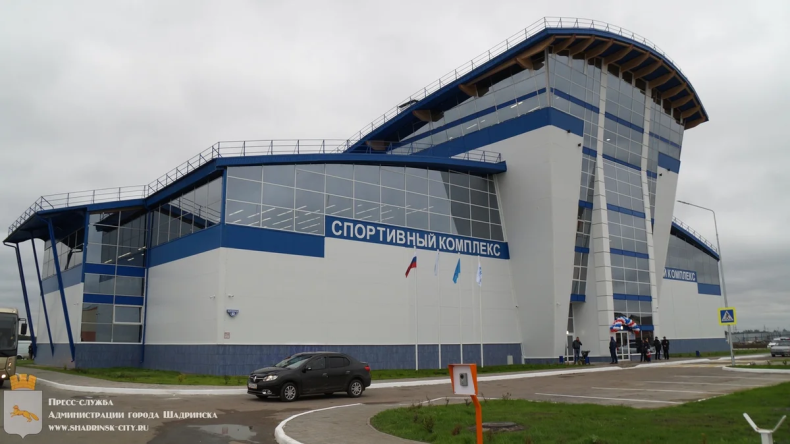 СПОРТИВНЫЙ КОМПЛЕКС
КОМПЛЕКС
Пресс-служба
Администрации города Шадринска
www.shadrinsk-city.ru